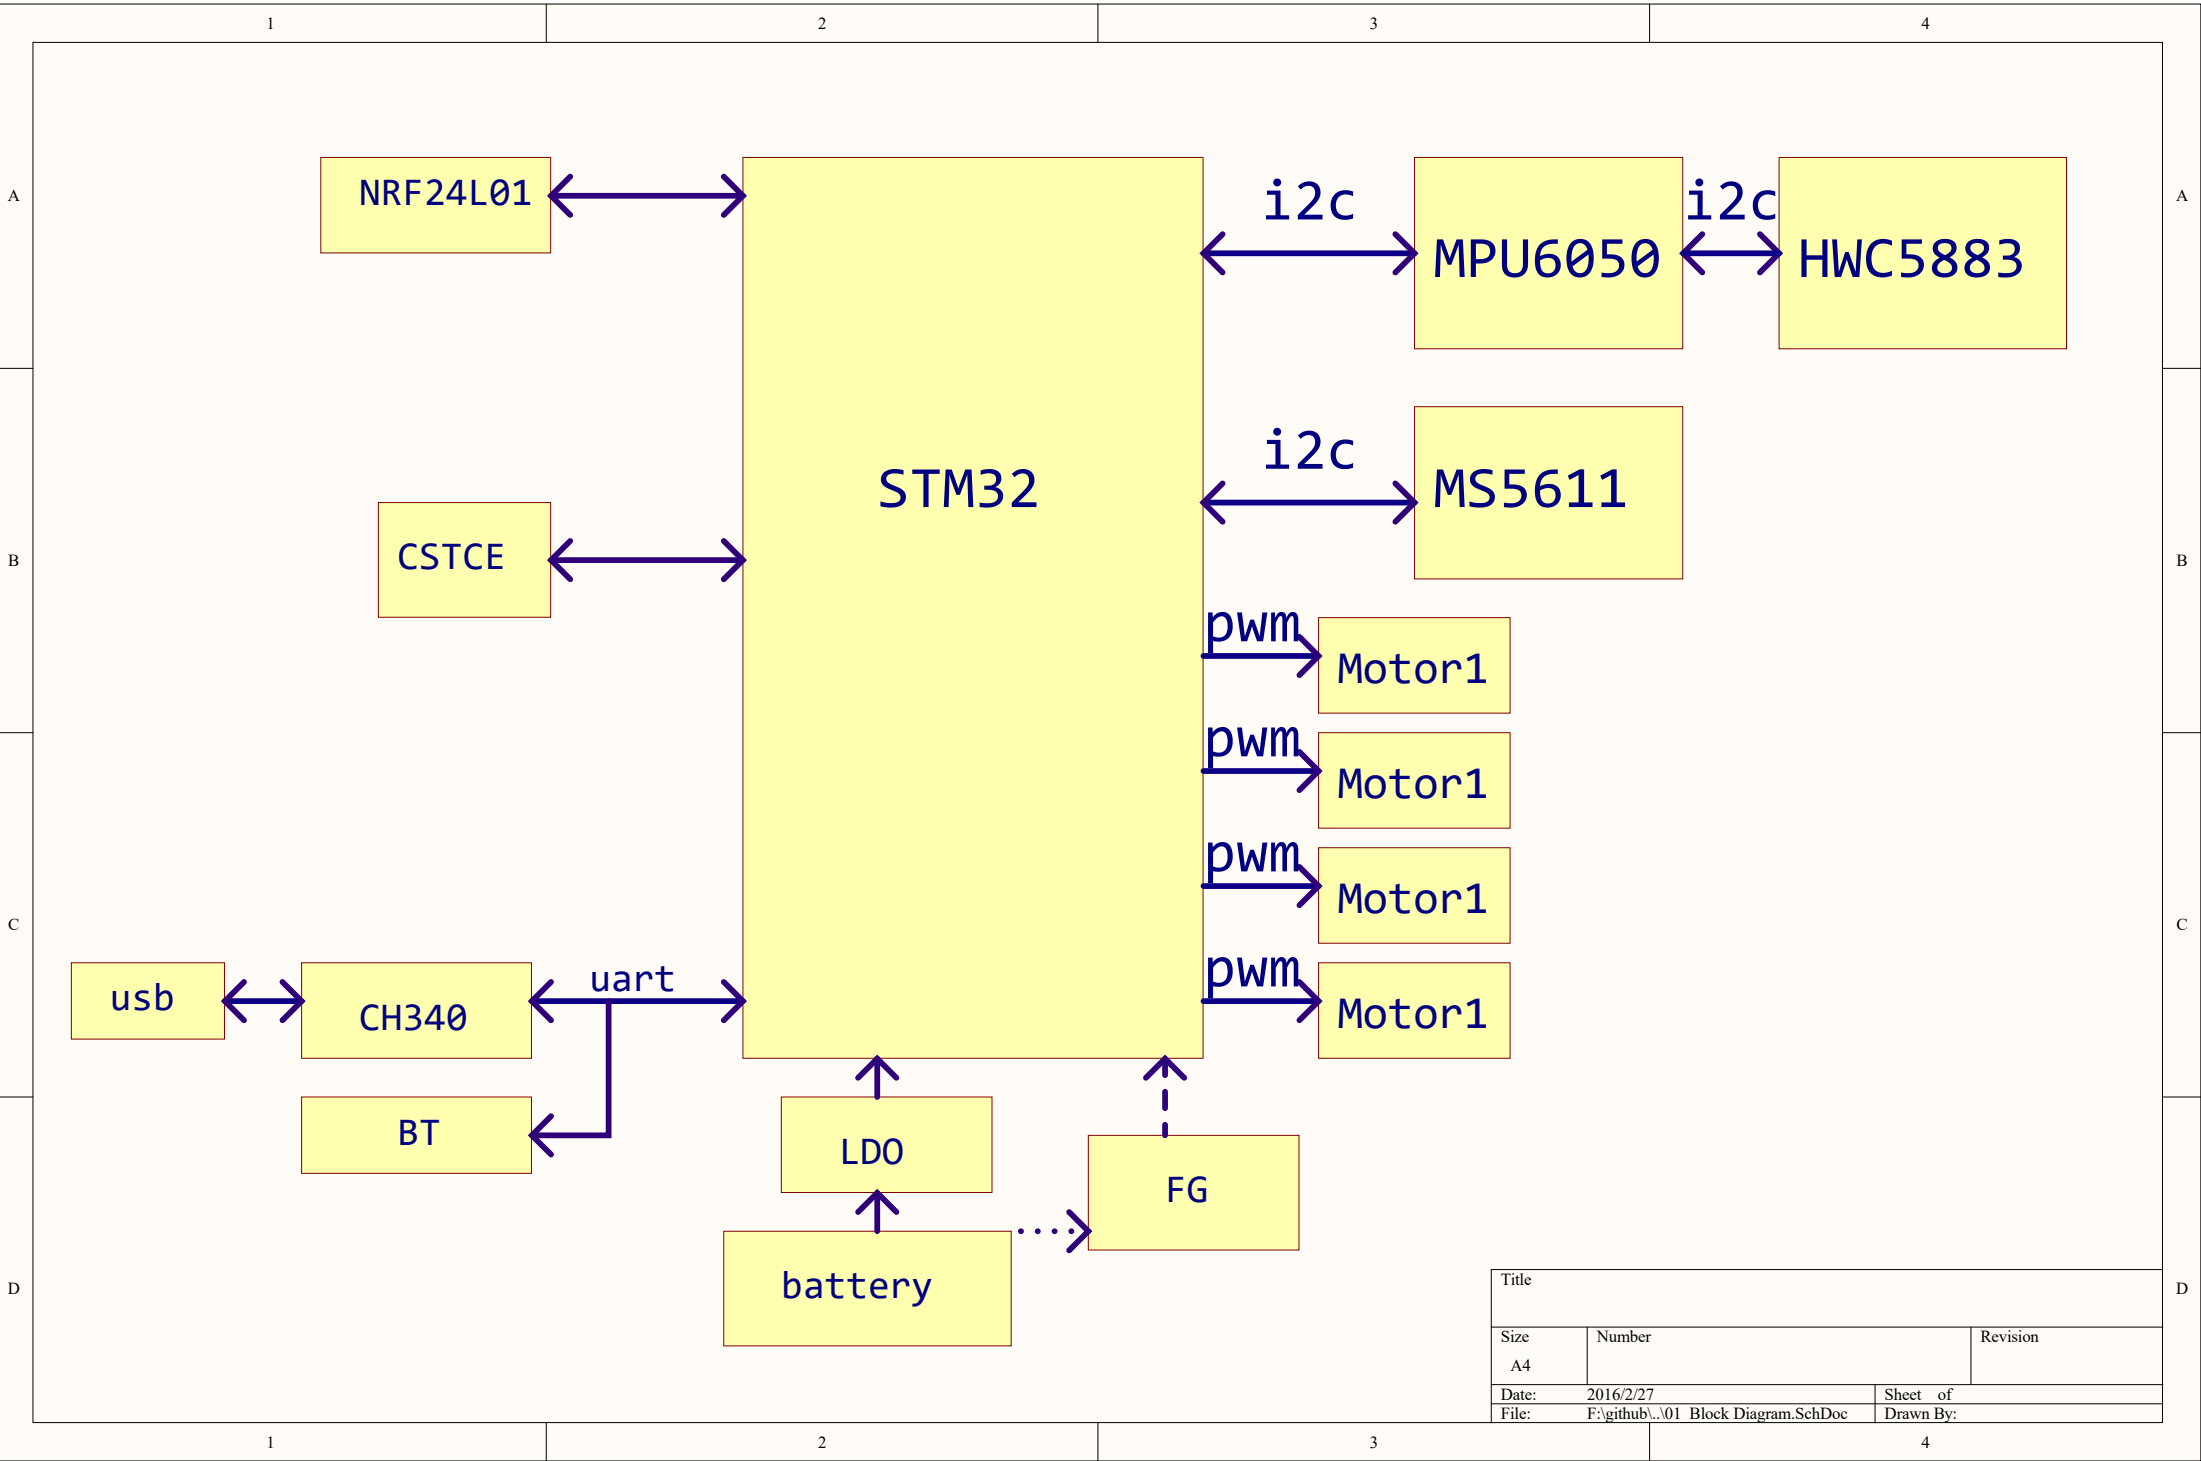 1 2 3 4
A A
NRF24L01
i2c
i2c
MPU6050
HWC5883
B B
STM32
i2c
MS5611
CSTCE
pwm
Motor1
pwm
Motor1
pwm
Motor1
C C
pwm
Motor1
usb
CH340
uart
BT
LDO
FG
battery
D D
Title
Size
A4
Number
Revision
Date: 2016/2/27
Sheet of
File: F:\github\..\01 Block Diagram.SchDoc
Drawn By:
1 2 3 4